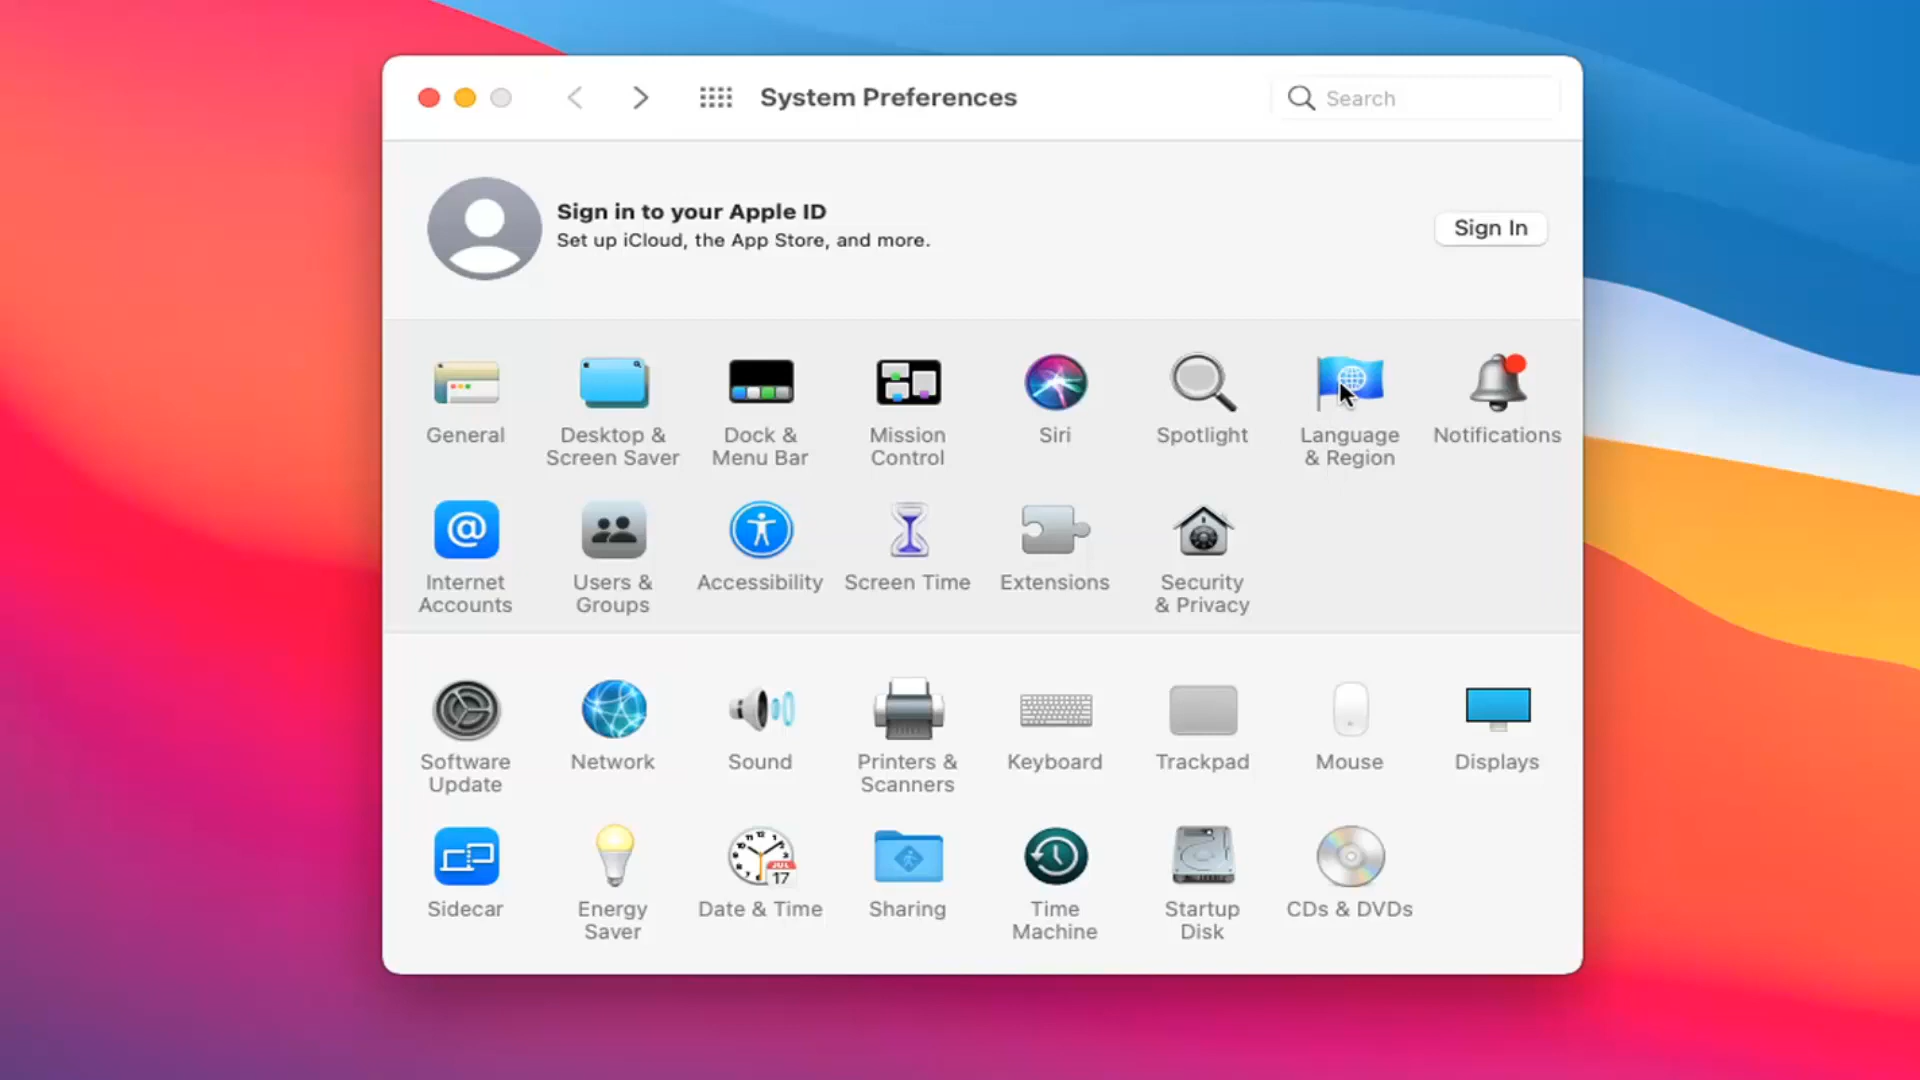 System Preferences
Search
Sign in to your Apple ID
Set up iCloud, the App Store, and more.
Sign In
General
Desktop &
Screen Saver
Dock &
Menu Bar
Mission
Control
Siri
Spotlight
Language
& Region
Notifications
Internet
Accounts
Users &
Groups
Accessibility
Screen Time
Extensions
Security
& Privacy
Software
Update
Network
Sound
Printers &
Scanners
Keyboard
Trackpad
Mouse
Displays
JUL
17
Sidecar
Energy
Saver
Date & Time
Sharing
Time
Machine
Startup
Disk
CDs & DVDs